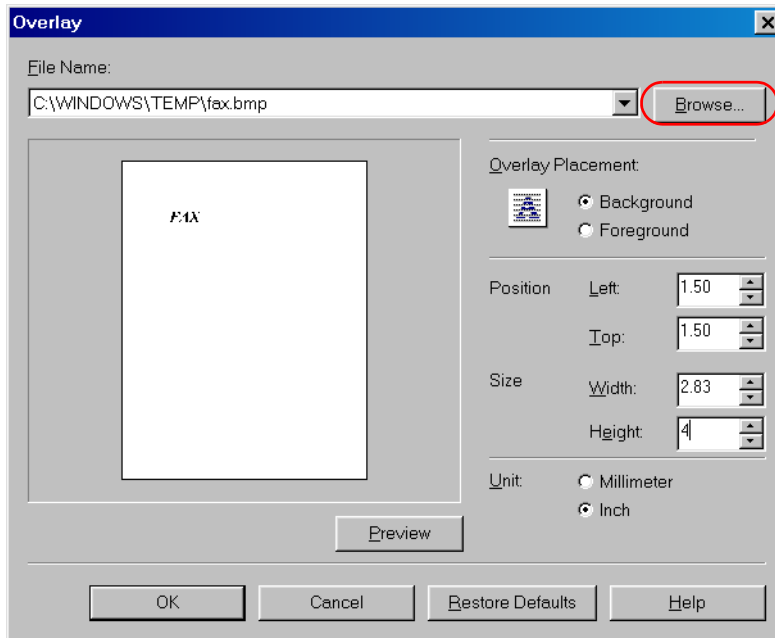 Overlay
File Name:
C:\WINDOWS\TEMP\fax.bmp
Browse...
FAX
Overlay Placement:
Background
Foreground
Position Left: 1.50
Top: 1.50
Size Width: 2.83
Height: 4
Unit: Millimeter
Inch
Preview
OK Cancel Restore Defaults Help